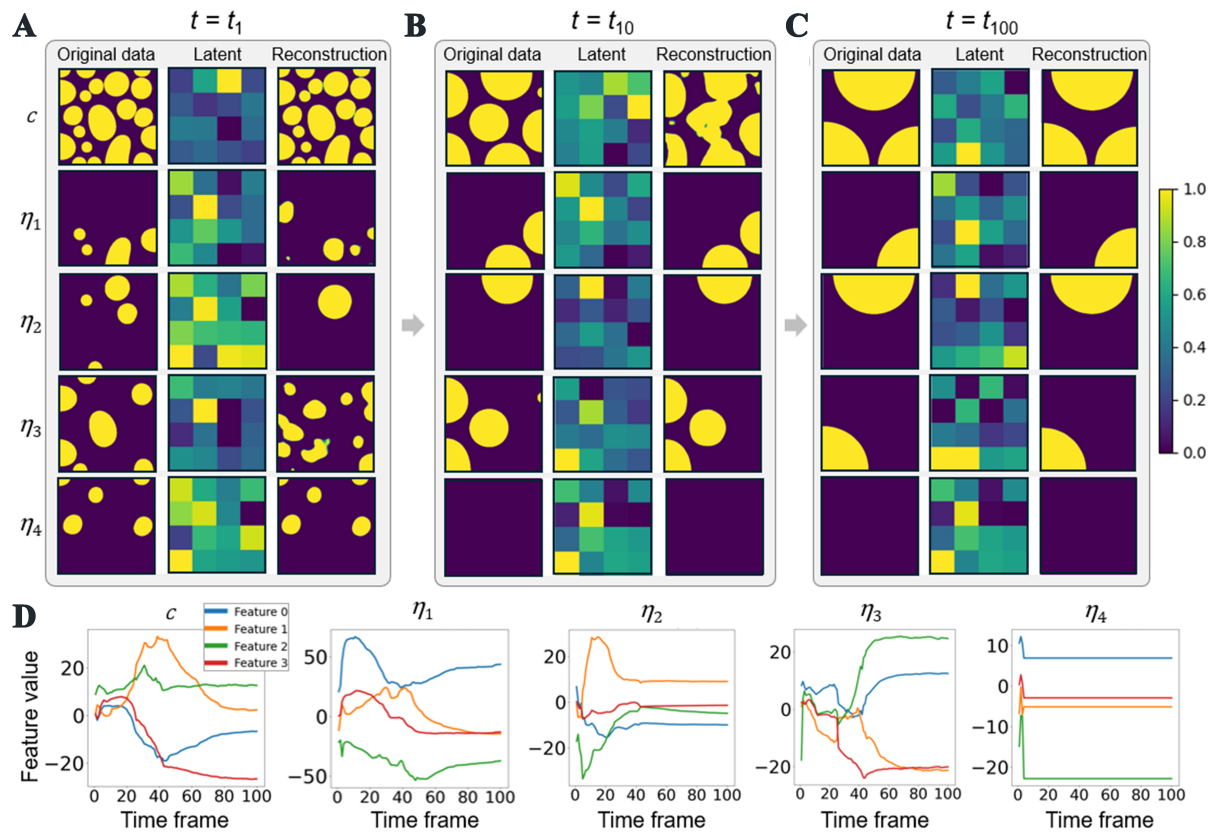 A t = t₁ B t = t₁₀ C t = t₁₀₀
Original data Latent Reconstruction Original data Latent Reconstruction Original data Latent Reconstruction
c
η₁
1.0
0.8
η₂
0.6
0.4
η₃
0.2
0.0
η₄
D c η₁ η₂ η₃ η₄
Feature 0
Feature 1
Feature 2
Feature 3
Feature value
20
0
−20
0 20 40 60 80 100
Time frame
50
0
−50
0 20 40 60 80 100
Time frame
20
0
−20
0 20 40 60 80 100
Time frame
20
0
−20
0 20 40 60 80 100
Time frame
10
0
−10
−20
0 20 40 60 80 100
Time frame